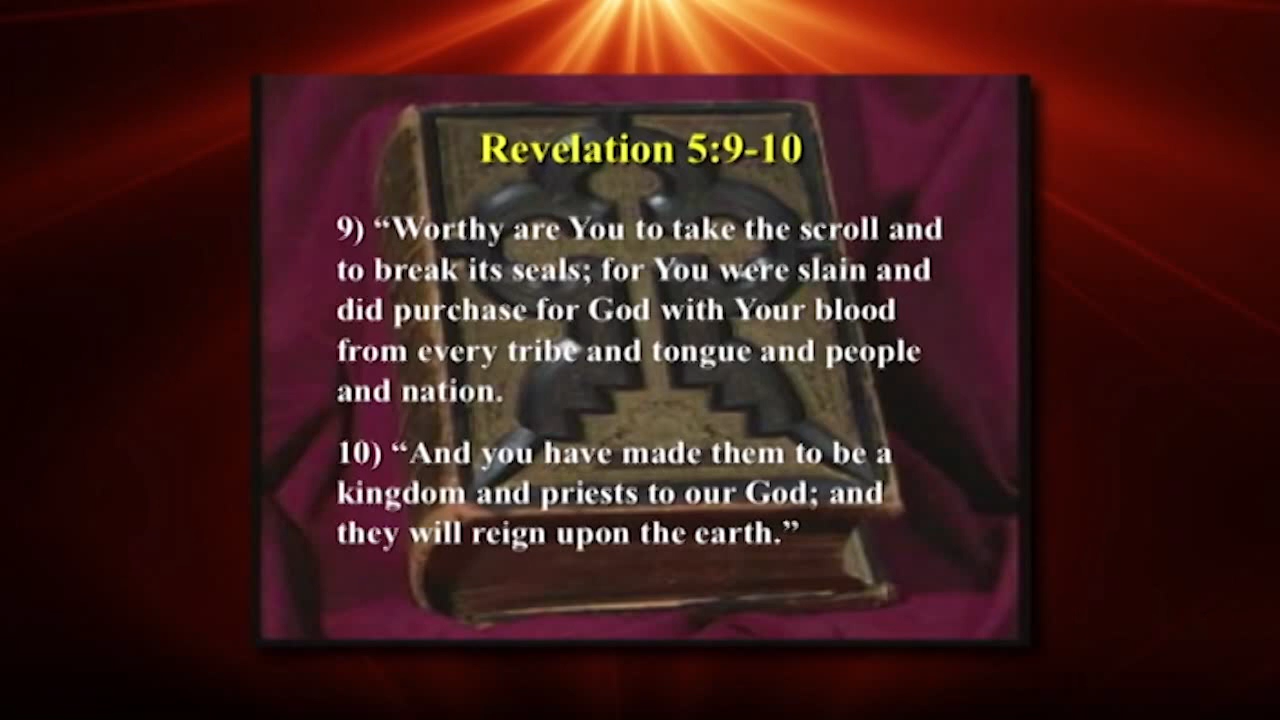 Revelation 5:9-10
9) “Worthy are You to take the scroll and
to break its seals; for You were slain and
did purchase for God with Your blood
from every tribe and tongue and people
and nation.
10) “And you have made them to be a
kingdom and priests to our God; and
they will reign upon the earth.”